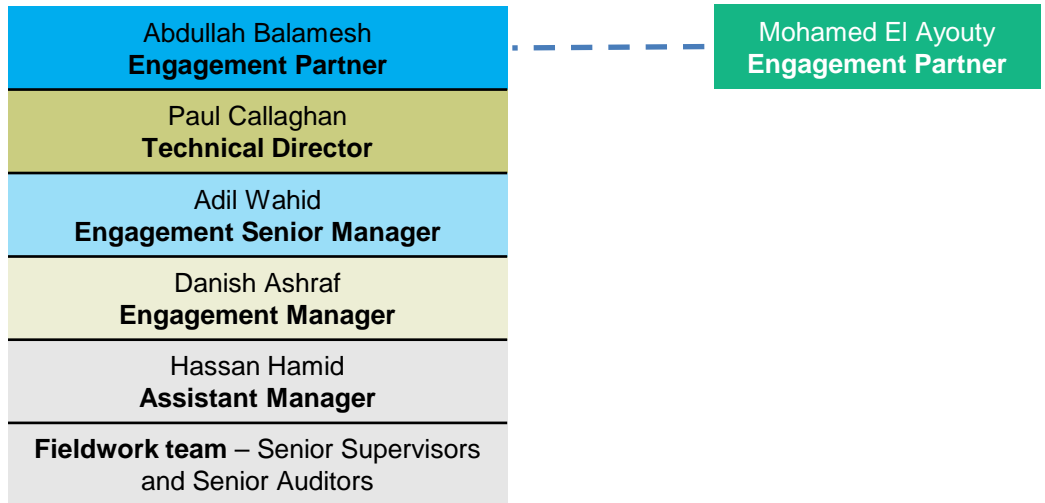 Abdullah Balamesh
Engagement Partner
Mohamed El Ayouty
Engagement Partner
Paul Callaghan
Technical Director
Adil Wahid
Engagement Senior Manager
Danish Ashraf
Engagement Manager
Hassan Hamid
Assistant Manager
Fieldwork team – Senior Supervisors
and Senior Auditors